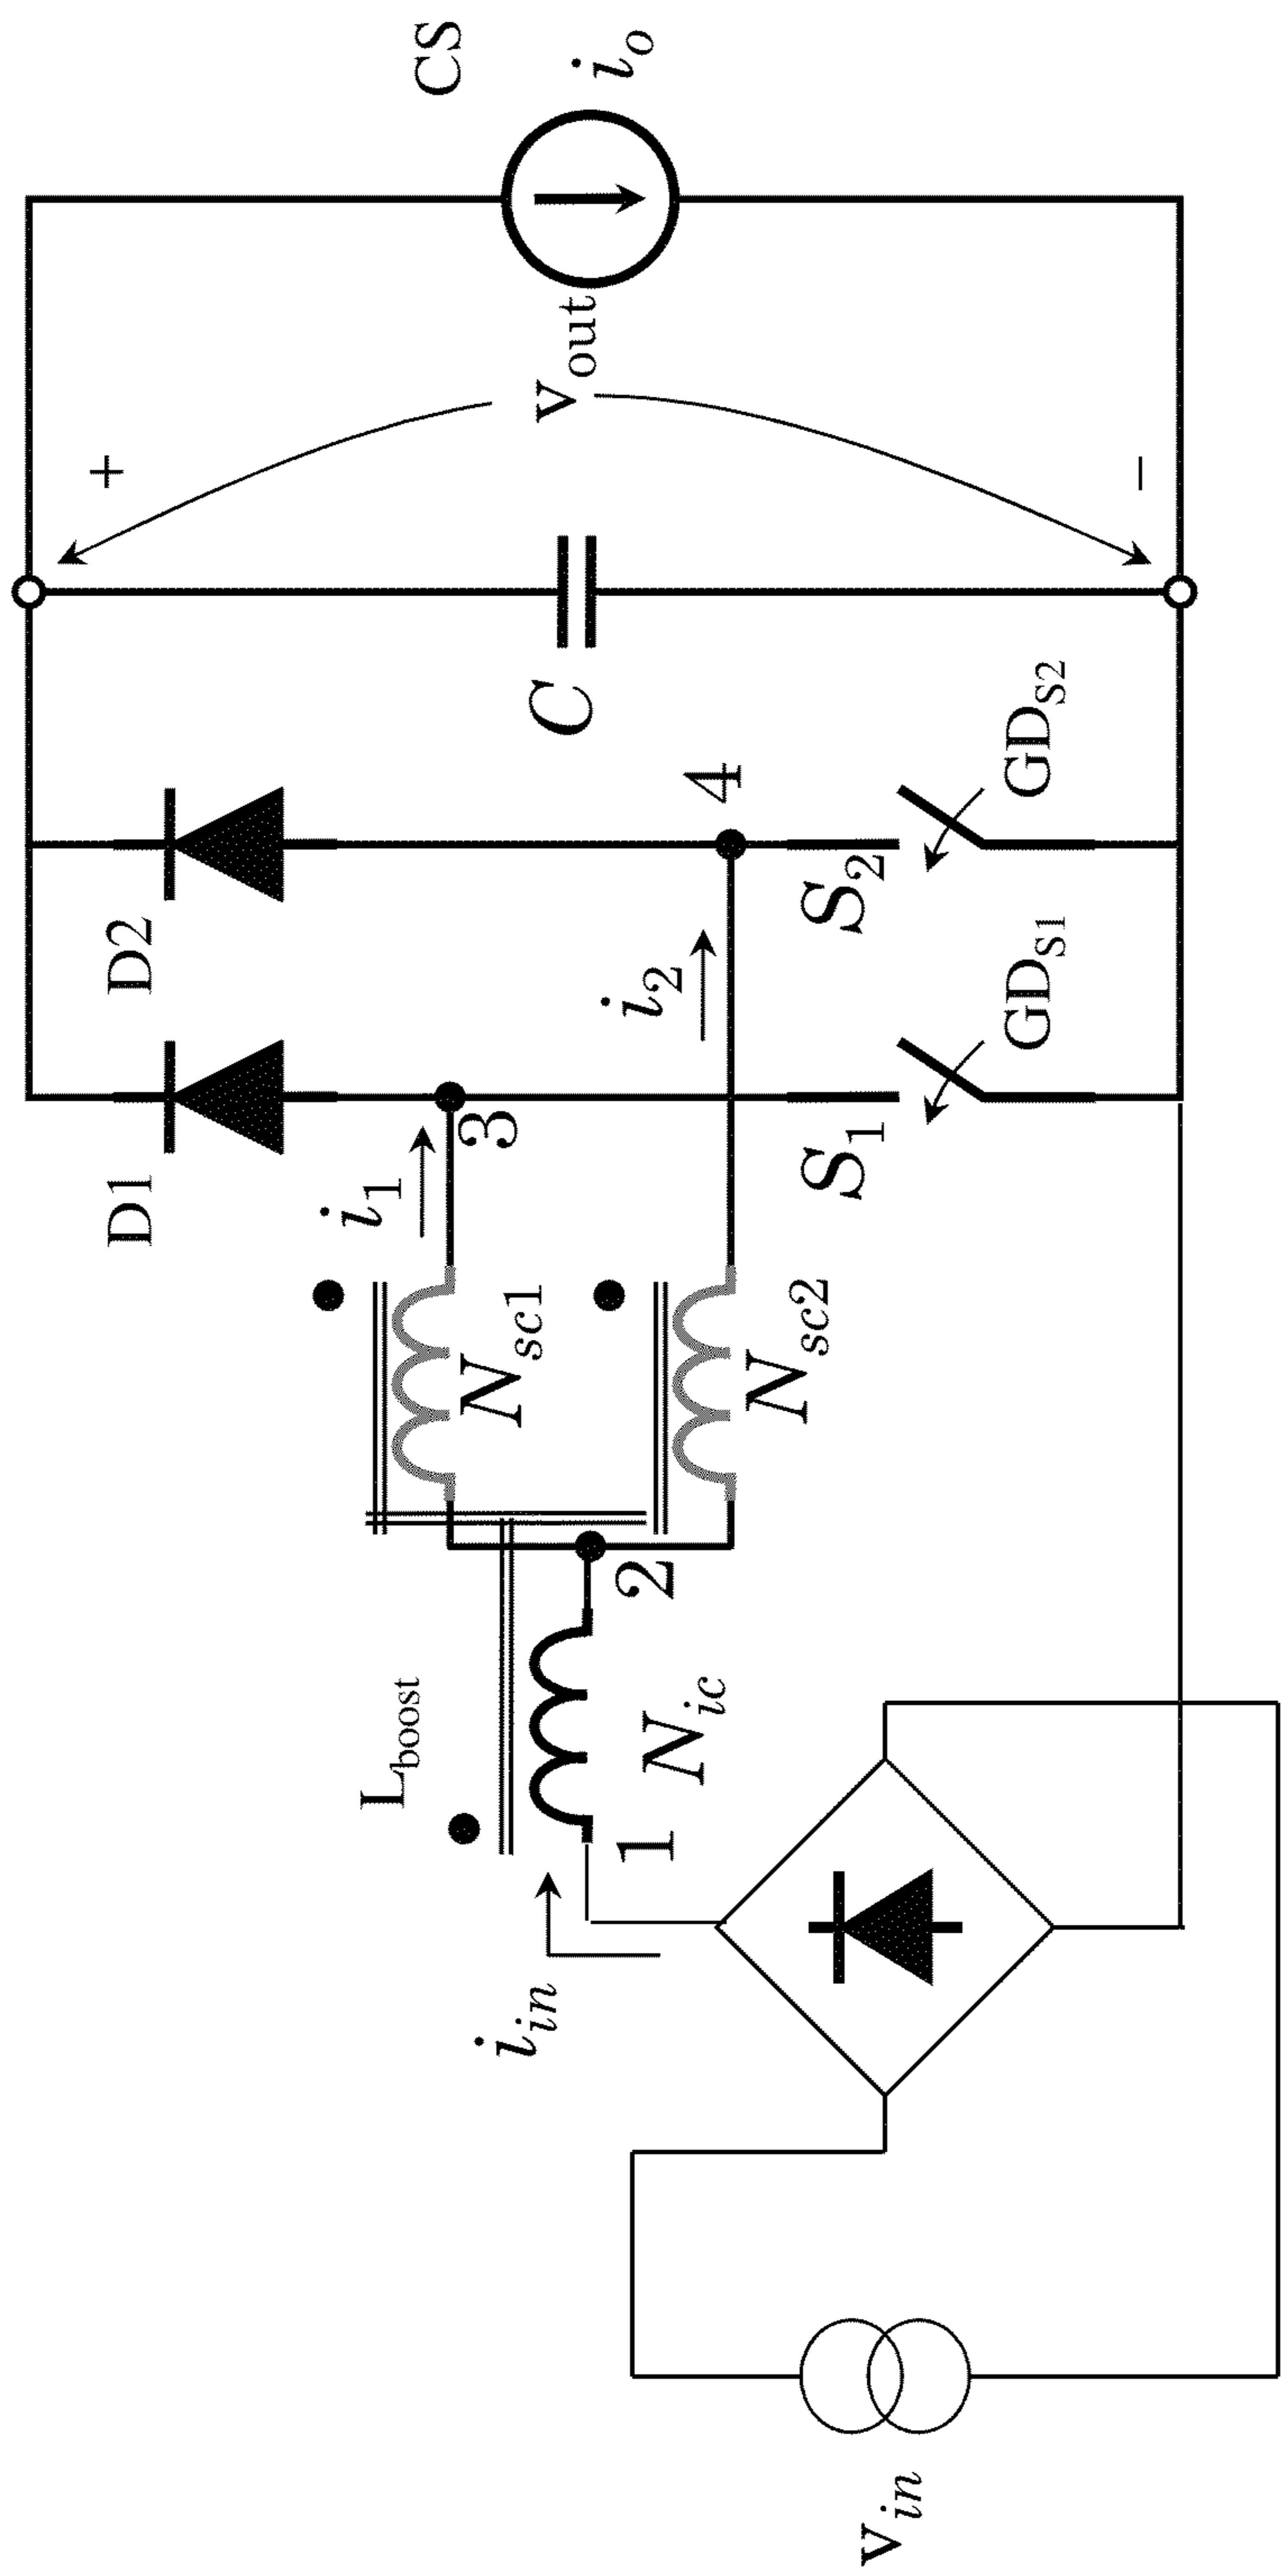 CS
i_o
v_out
+
−
C
D2
D1
4
i_2
S_2
GD_S2
3
i_1
S_1
GD_S1
N_sc1
N_sc2
2
L_boost
N_ic
1
i_in
v_in